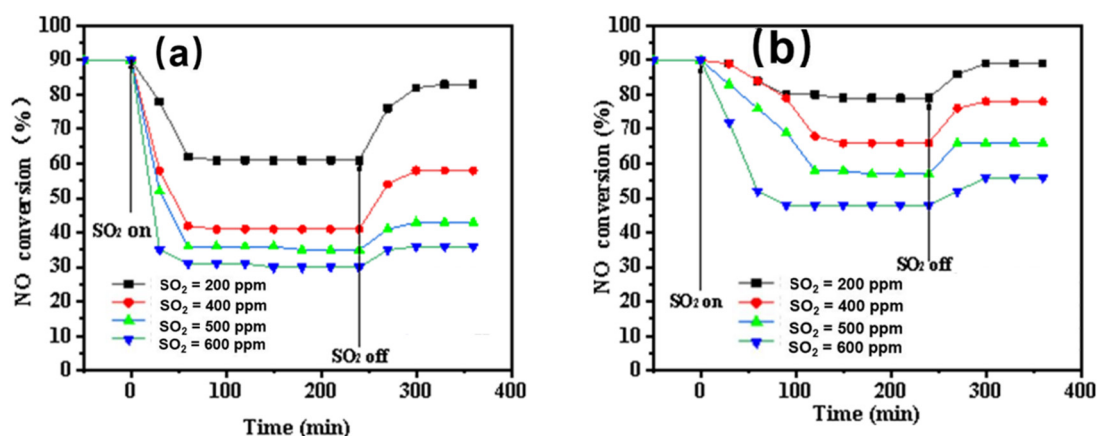 (a)
NO conversion (%)
100
90
80
70
60
50
40
30
20
10
0
SO2 on
SO2 = 200 ppm
SO2 = 400 ppm
SO2 = 500 ppm
SO2 = 600 ppm
SO2 off
0 100 200 300 400
Time (min)
(b)
NO conversion (%)
100
90
80
70
60
50
40
30
20
10
0
SO2 on
SO2 off
SO2 = 200 ppm
SO2 = 400 ppm
SO2 = 500 ppm
SO2 = 600 ppm
0 100 200 300 400
Time (min)